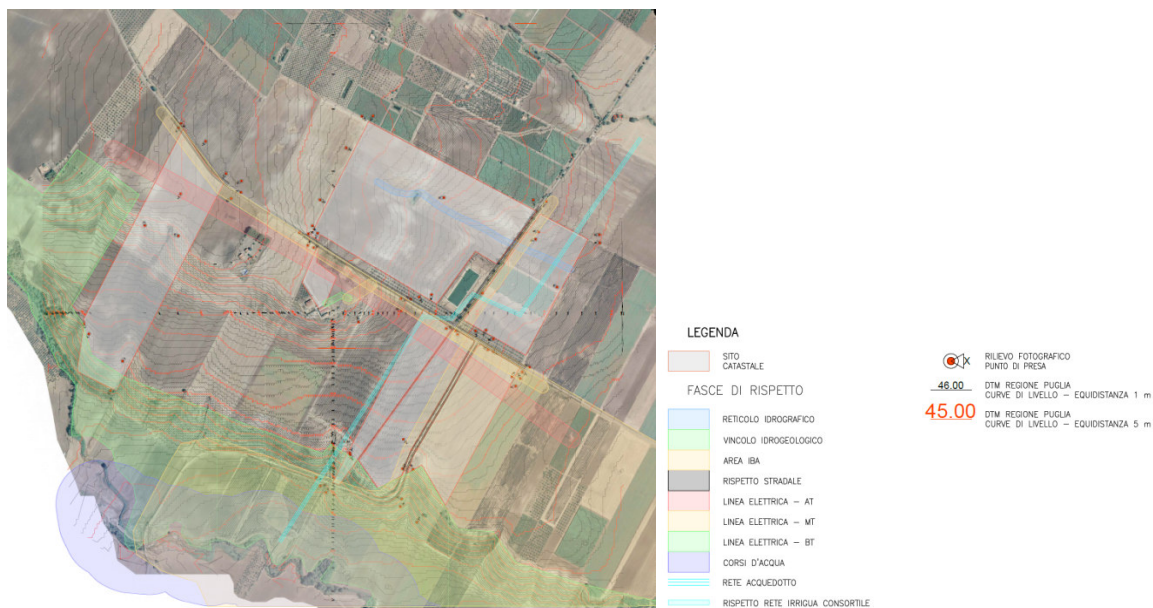 LEGENDA
SITO
CATASTALE
FASCE DI RISPETTO
RETICOLO IDROGRAFICO
VINCOLO IDROGEOLOGICO
AREA IBA
RISPETTO STRADALE
LINEA ELETTRICA – AT
LINEA ELETTRICA – MT
LINEA ELETTRICA – BT
CORSI D'ACQUA
RETE ACQUEDOTTO
RISPETTO RETE IRRIGUA CONSORTILE
X
RILIEVO FOTOGRAFICO
PUNTO DI PRESA
46.00
DTM REGIONE PUGLIA
CURVE DI LIVELLO – EQUIDISTANZA 1 m
45.00
DTM REGIONE PUGLIA
CURVE DI LIVELLO – EQUIDISTANZA 5 m